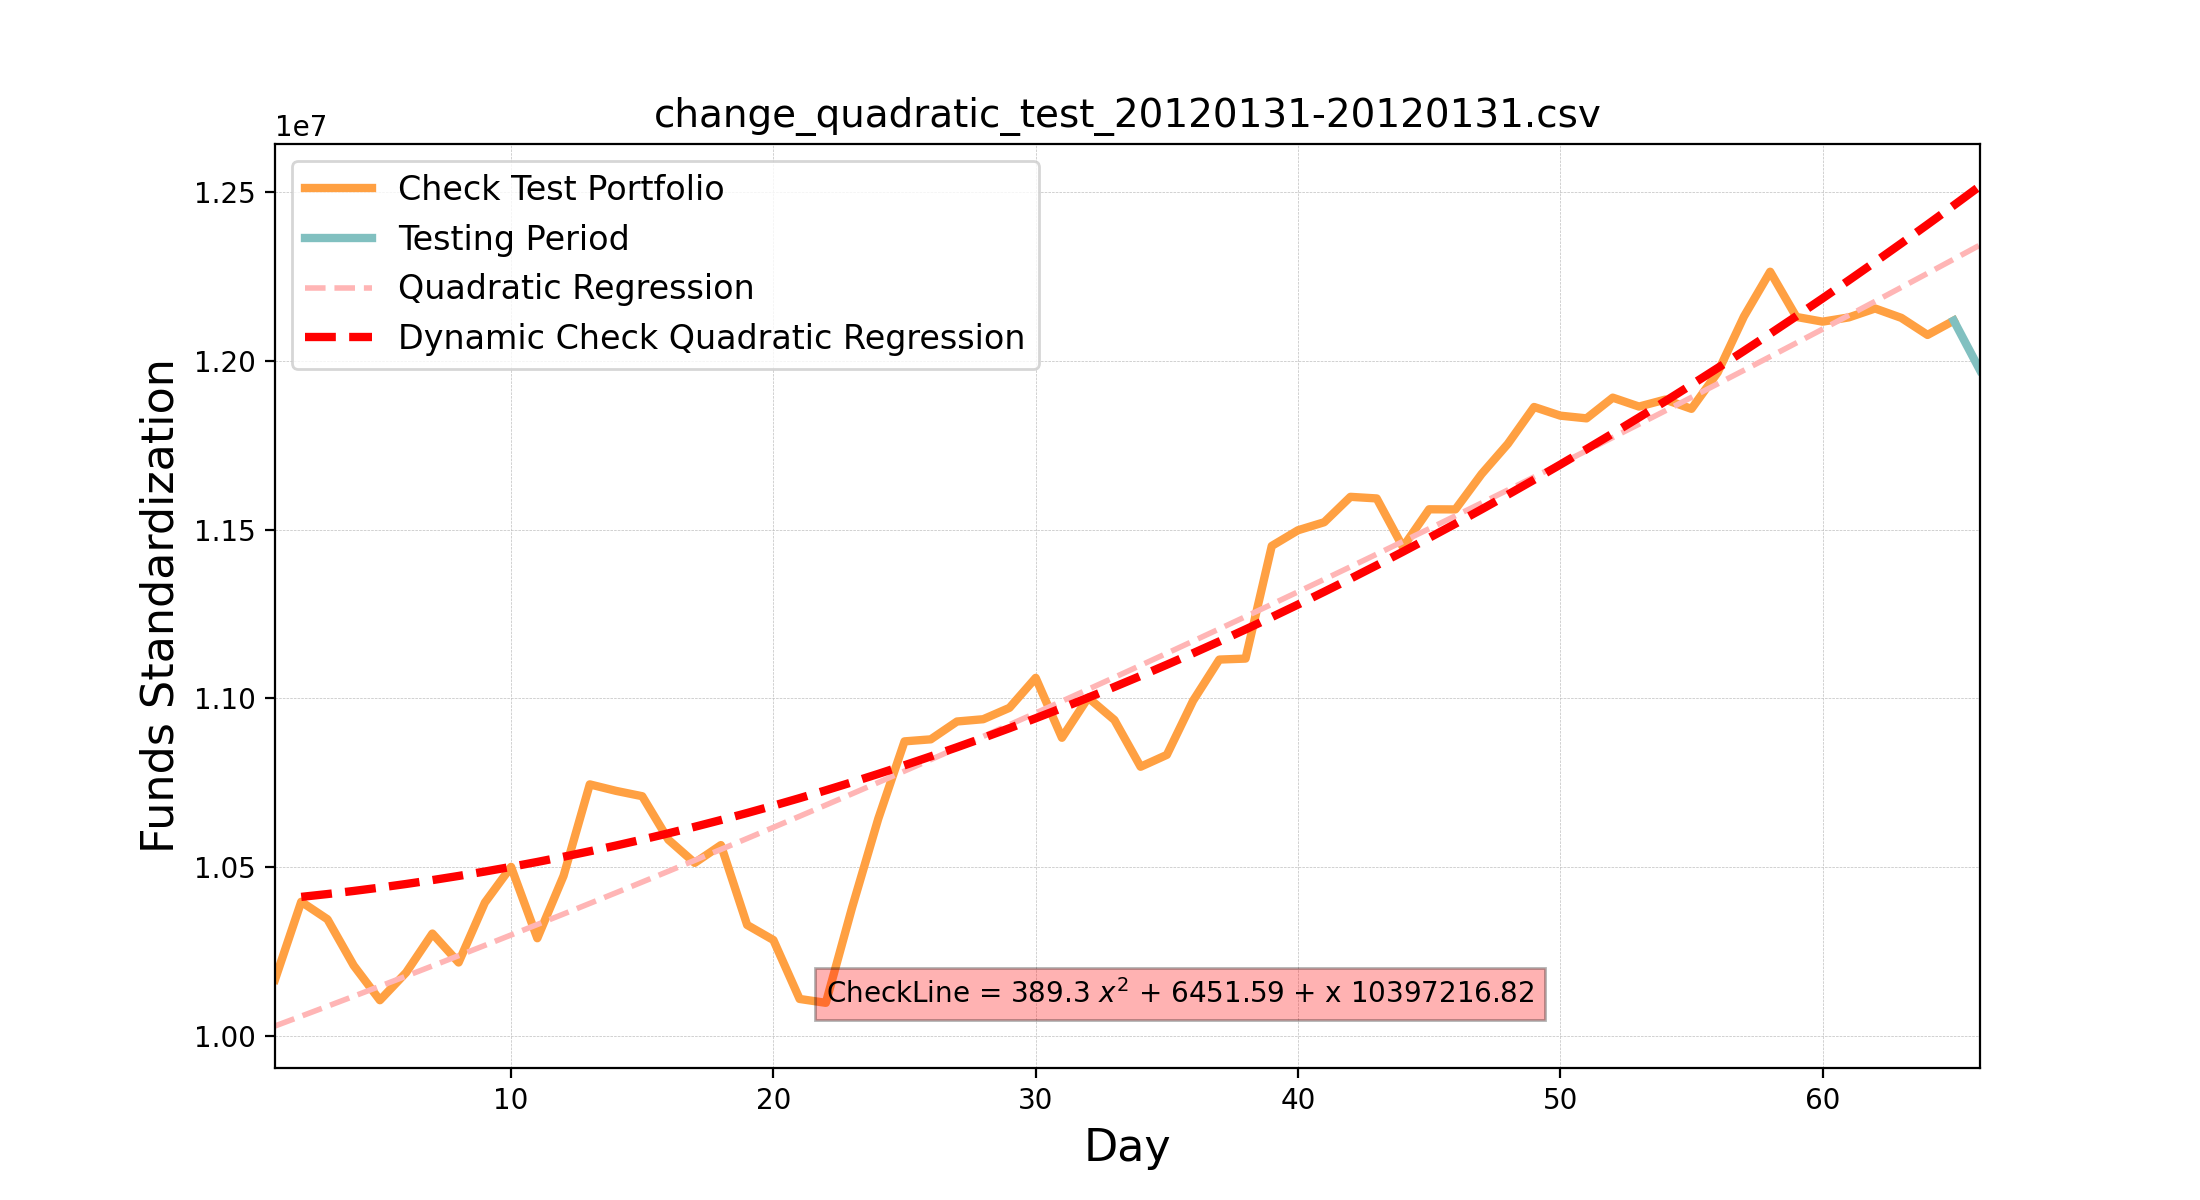 change_quadratic_test_20120131-20120131.csv
1e7
Check Test Portfolio
Testing Period
Quadratic Regression
Dynamic Check Quadratic Regression
1.25
1.20
1.15
1.10
1.05
1.00
Funds Standardization
CheckLine = 389.3 x² + 6451.59 + x 10397216.82
10 20 30 40 50 60
Day